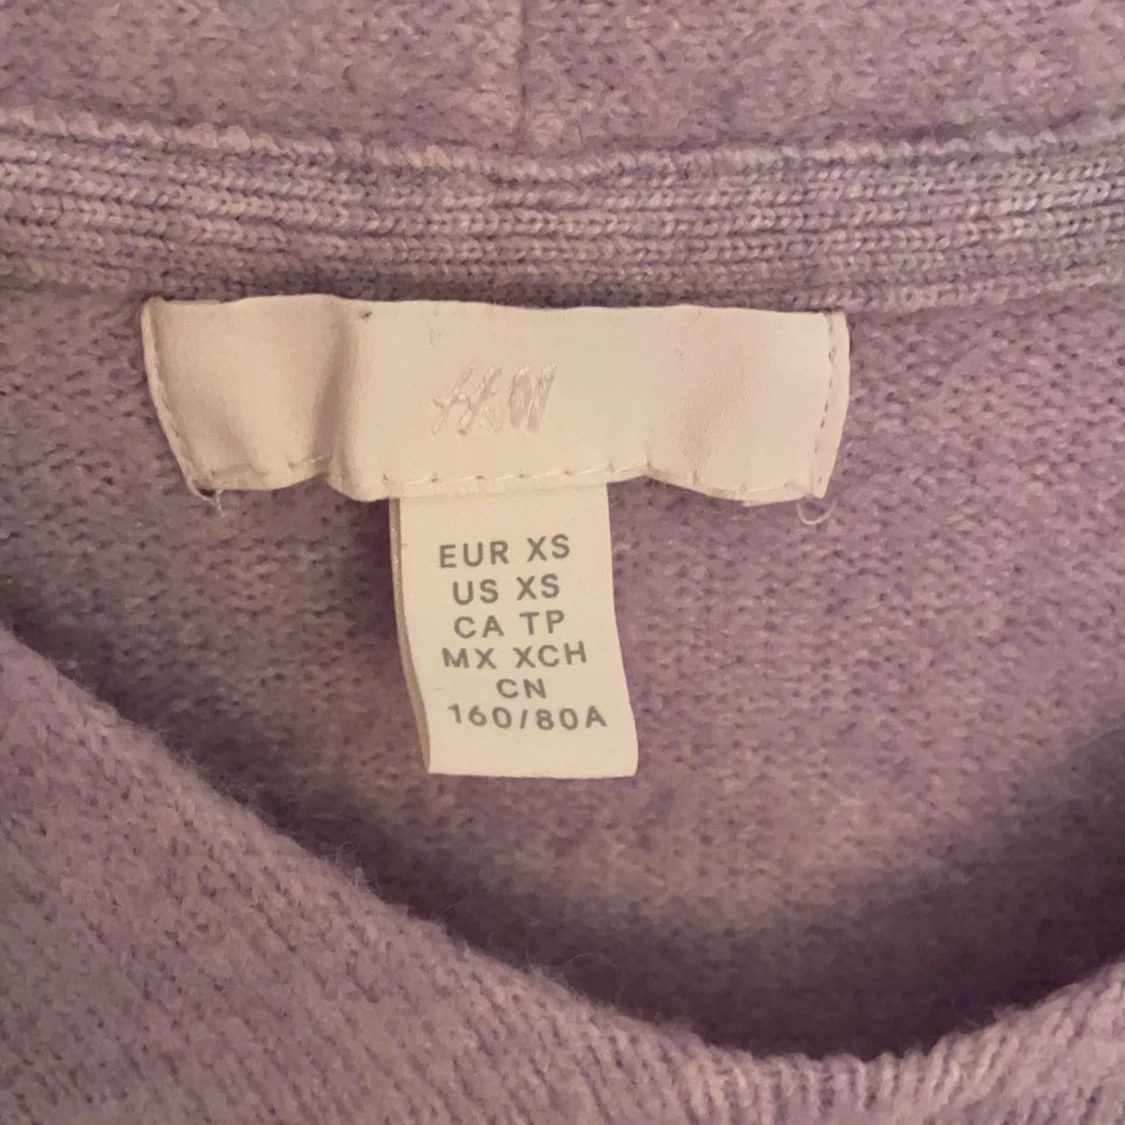 H&M
EUR XS
US XS
CA TP
MX XCH
CN
160/80A